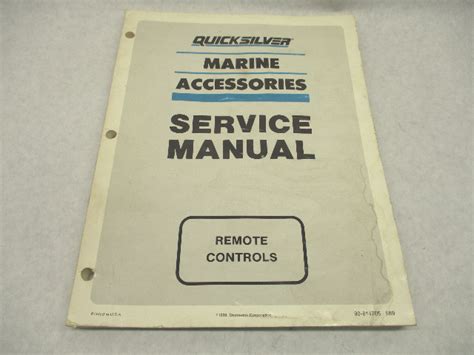 QUICKSILVER
MARINE
ACCESSORIES
SERVICE
MANUAL
REMOTE
CONTROLS